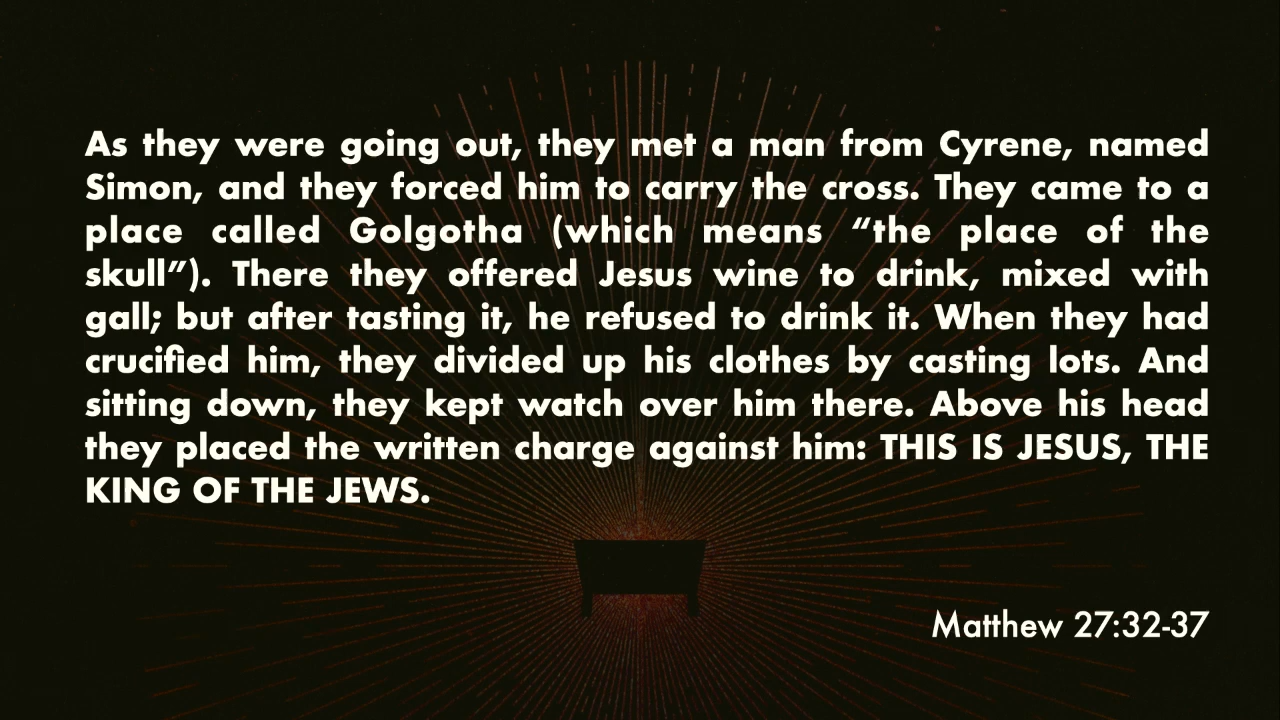 As they were going out, they met a man from Cyrene, named
Simon, and they forced him to carry the cross. They came to a
place called Golgotha (which means “the place of the
skull”). There they offered Jesus wine to drink, mixed with
gall; but after tasting it, he refused to drink it. When they had
crucified him, they divided up his clothes by casting lots. And
sitting down, they kept watch over him there. Above his head
they placed the written charge against him: THIS IS JESUS, THE
KING OF THE JEWS.
Matthew 27:32-37